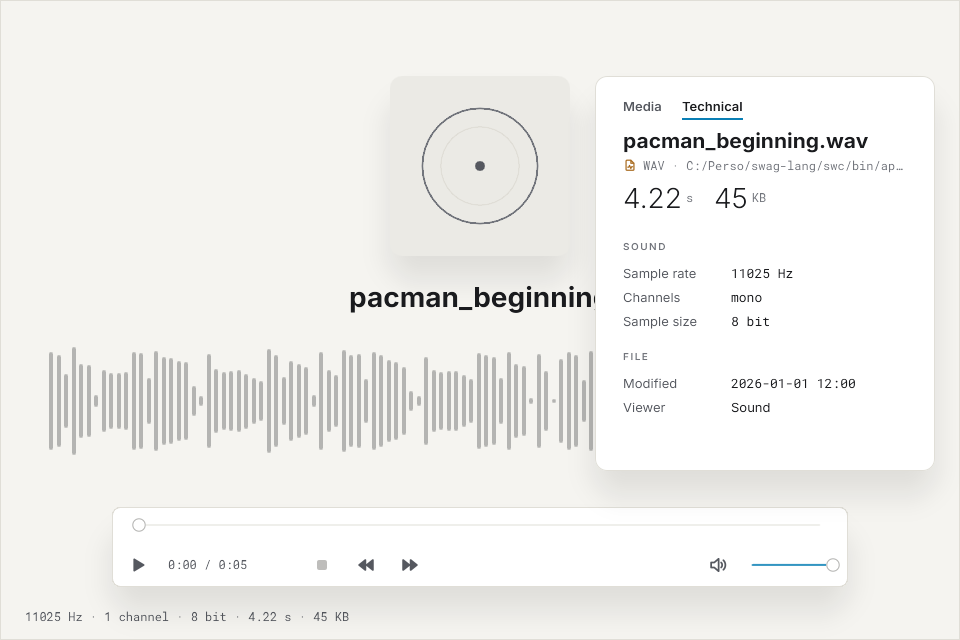 Media Technical
pacman_beginning.wav
WAV · C:/Perso/swag-lang/swc/bin/ap…
4.22 s 45 KB
SOUND
Sample rate 11025 Hz
Channels mono
Sample size 8 bit
FILE
Modified 2026-01-01 12:00
Viewer Sound
pacman_beginning
0:00 / 0:05
11025 Hz · 1 channel · 8 bit · 4.22 s · 45 KB